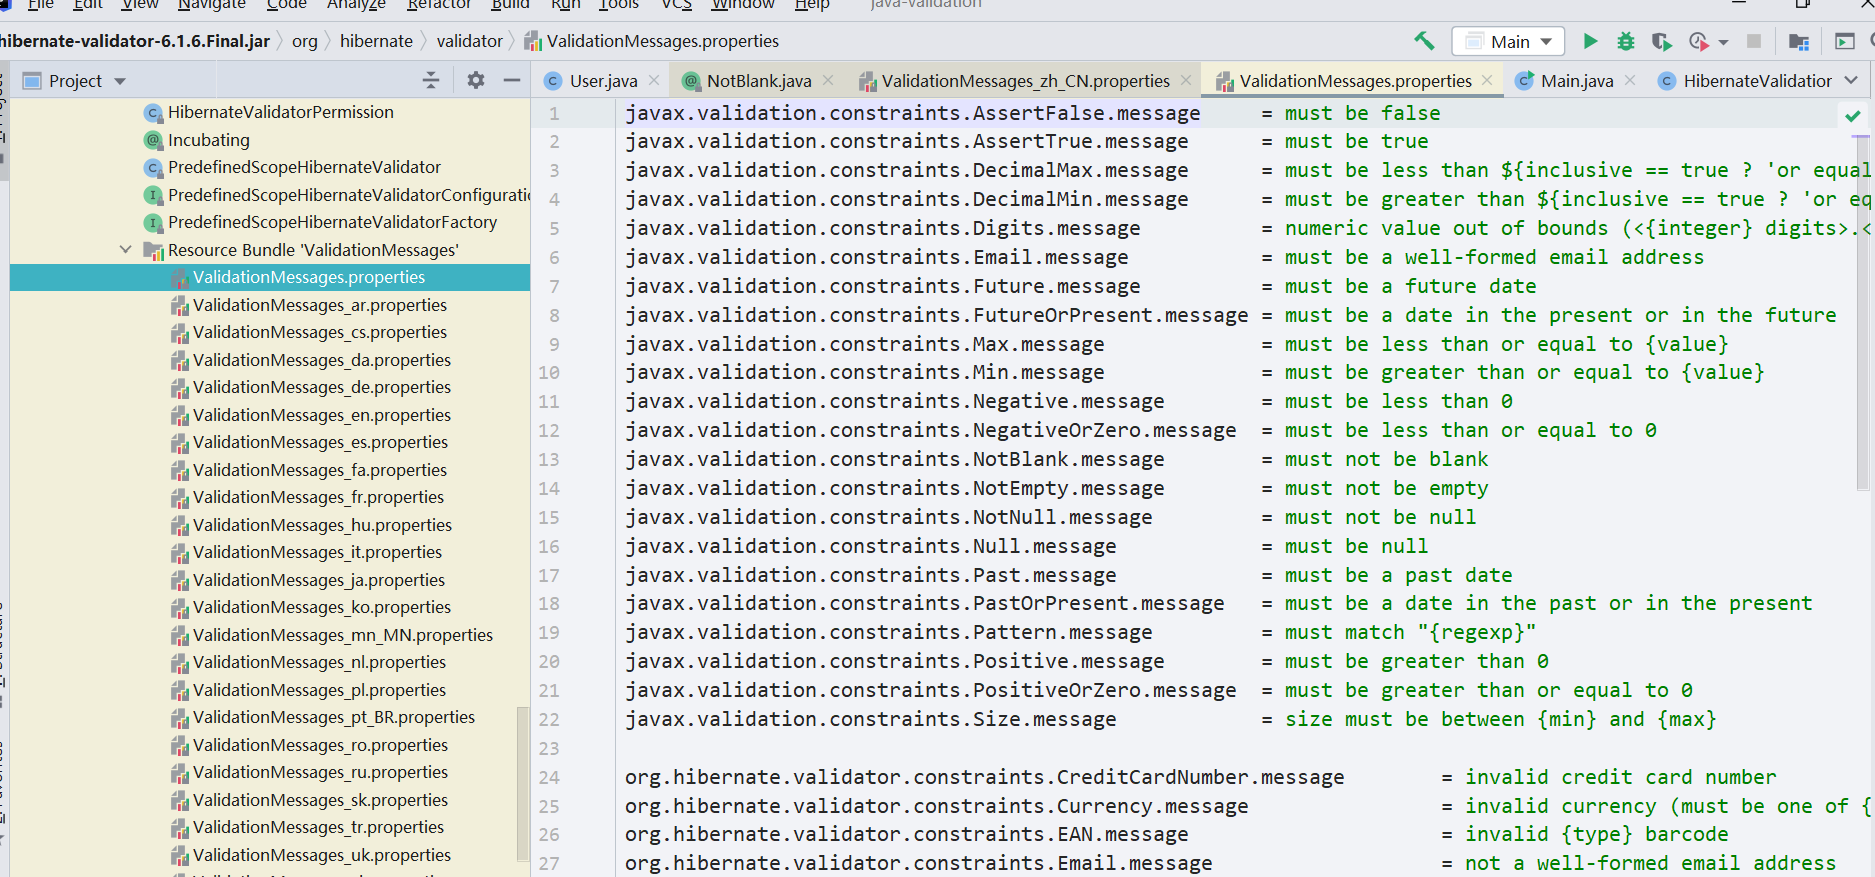 File Edit View Navigate Code Analyze Refactor Build Run Tools VCS Window Help java-validation
hibernate-validator-6.1.6.Final.jar org hibernate validator ValidationMessages.properties Main
Project
User.java NotBlank.java ValidationMessages_zh_CN.properties ValidationMessages.properties Main.java HibernateValidatior
HibernateValidatorPermission
Incubating
PredefinedScopeHibernateValidator
PredefinedScopeHibernateValidatorConfiguratio
PredefinedScopeHibernateValidatorFactory
Resource Bundle 'ValidationMessages'
ValidationMessages.properties
ValidationMessages_ar.properties
ValidationMessages_cs.properties
ValidationMessages_da.properties
ValidationMessages_de.properties
ValidationMessages_en.properties
ValidationMessages_es.properties
ValidationMessages_fa.properties
ValidationMessages_fr.properties
ValidationMessages_hu.properties
ValidationMessages_it.properties
ValidationMessages_ja.properties
ValidationMessages_ko.properties
ValidationMessages_mn_MN.properties
ValidationMessages_nl.properties
ValidationMessages_pl.properties
ValidationMessages_pt_BR.properties
ValidationMessages_ro.properties
ValidationMessages_ru.properties
ValidationMessages_sk.properties
ValidationMessages_tr.properties
ValidationMessages_uk.properties
1 javax.validation.constraints.AssertFalse.message = must be false
2 javax.validation.constraints.AssertTrue.message = must be true
3 javax.validation.constraints.DecimalMax.message = must be less than ${inclusive == true ? 'or equal
4 javax.validation.constraints.DecimalMin.message = must be greater than ${inclusive == true ? 'or eq
5 javax.validation.constraints.Digits.message = numeric value out of bounds (<{integer} digits>.<
6 javax.validation.constraints.Email.message = must be a well-formed email address
7 javax.validation.constraints.Future.message = must be a future date
8 javax.validation.constraints.FutureOrPresent.message = must be a date in the present or in the future
9 javax.validation.constraints.Max.message = must be less than or equal to {value}
10 javax.validation.constraints.Min.message = must be greater than or equal to {value}
11 javax.validation.constraints.Negative.message = must be less than 0
12 javax.validation.constraints.NegativeOrZero.message = must be less than or equal to 0
13 javax.validation.constraints.NotBlank.message = must not be blank
14 javax.validation.constraints.NotEmpty.message = must not be empty
15 javax.validation.constraints.NotNull.message = must not be null
16 javax.validation.constraints.Null.message = must be null
17 javax.validation.constraints.Past.message = must be a past date
18 javax.validation.constraints.PastOrPresent.message = must be a date in the past or in the present
19 javax.validation.constraints.Pattern.message = must match "{regexp}"
20 javax.validation.constraints.Positive.message = must be greater than 0
21 javax.validation.constraints.PositiveOrZero.message = must be greater than or equal to 0
22 javax.validation.constraints.Size.message = size must be between {min} and {max}
23
24 org.hibernate.validator.constraints.CreditCardNumber.message = invalid credit card number
25 org.hibernate.validator.constraints.Currency.message = invalid currency (must be one of {
26 org.hibernate.validator.constraints.EAN.message = invalid {type} barcode
27 org.hibernate.validator.constraints.Email.message = not a well-formed email address